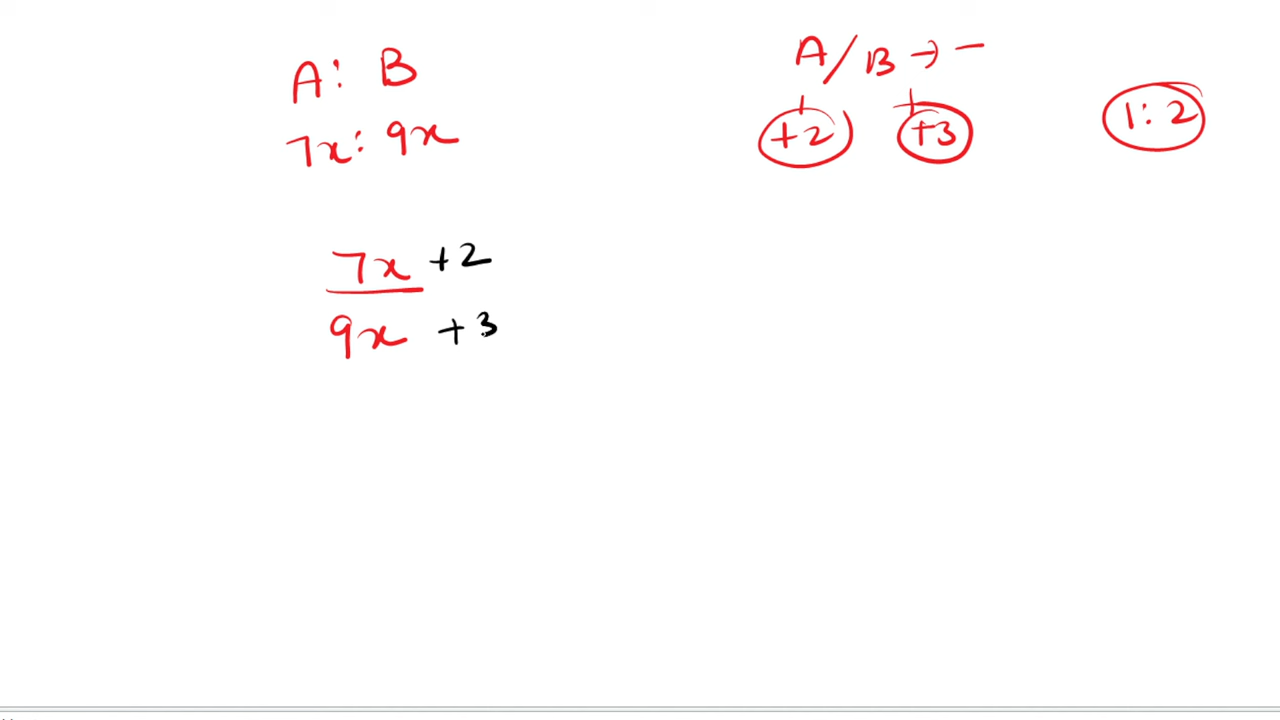 A : B
7x : 9x
A/B → –
+2 +3
1:2
7x +2
9x +3